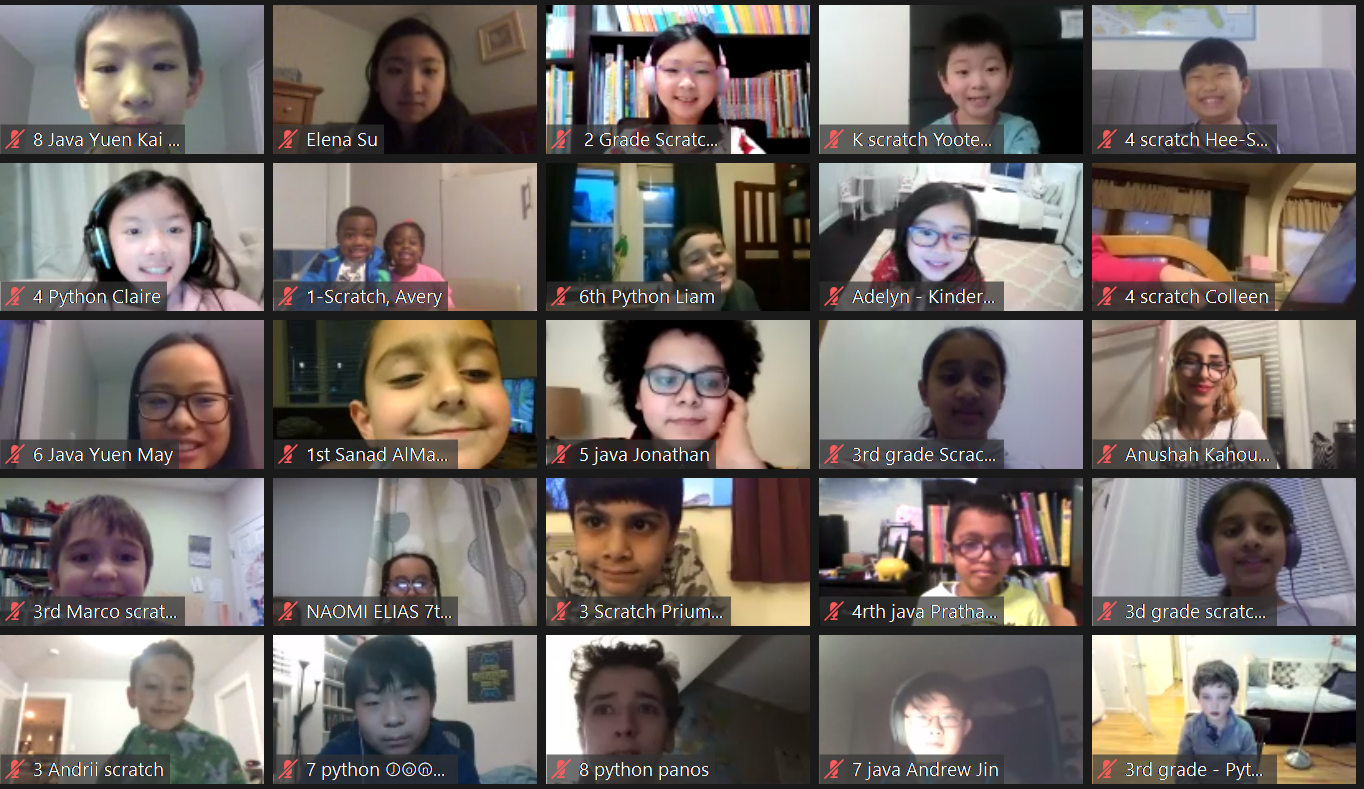 8 Java Yuen Kai ...
Elena Su
2 Grade Scratc...
K scratch Yoote...
4 scratch Hee-S...
4 Python Claire
1-Scratch, Avery
6th Python Liam
Adelyn - Kinder...
4 scratch Colleen
6 Java Yuen May
1st Sanad AlMa...
5 java Jonathan
3rd grade Scrac...
Anushah Kahou...
3rd Marco scrat...
NAOMI ELIAS 7t...
3 Scratch Prium...
4rth java Pratha...
3d grade scratc...
3 Andrii scratch
7 python Ⓙⓞⓝ...
8 python panos
7 java Andrew Jin
3rd grade - Pyt...